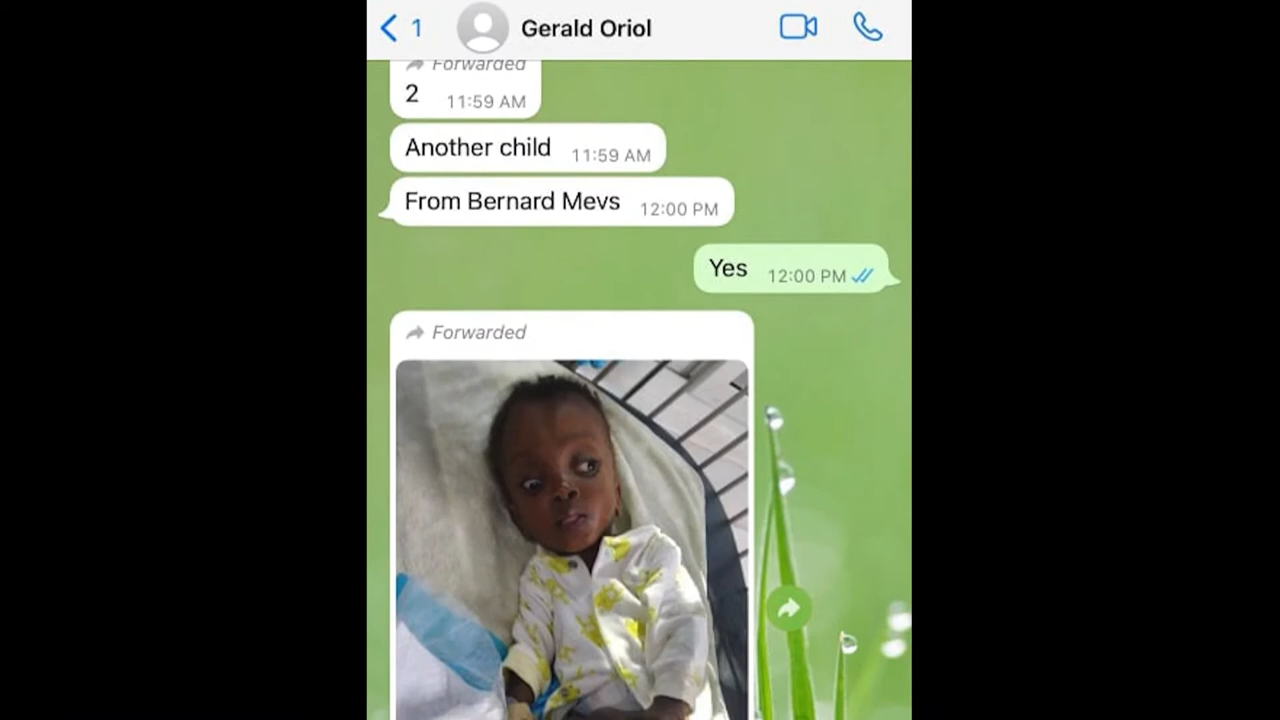 1 Gerald Oriol
Forwarded
2 11:59 AM
Another child 11:59 AM
From Bernard Mevs 12:00 PM
Yes 12:00 PM
Forwarded